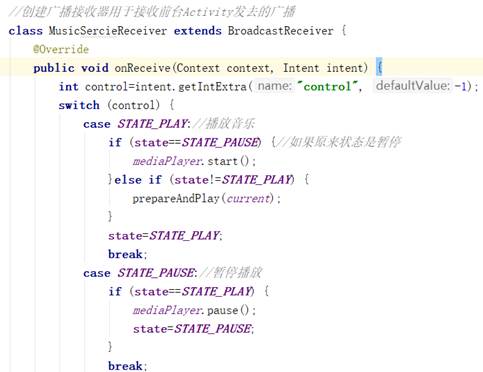 //创建广播接收器用于接收前台Activity发去的广播
class MusicSercieReceiver extends BroadcastReceiver {
@Override
public void onReceive(Context context, Intent intent) {
int control=intent.getIntExtra( name: "control", defaultValue: -1);
switch (control) {
case STATE_PLAY://播放音乐
if (state==STATE_PAUSE) {//如果原来状态是暂停
mediaPlayer.start();
}else if (state!=STATE_PLAY) {
prepareAndPlay(current);
}
state=STATE_PLAY;
break;
case STATE_PAUSE://暂停播放
if (state==STATE_PLAY) {
mediaPlayer.pause();
state=STATE_PAUSE;
}
break;